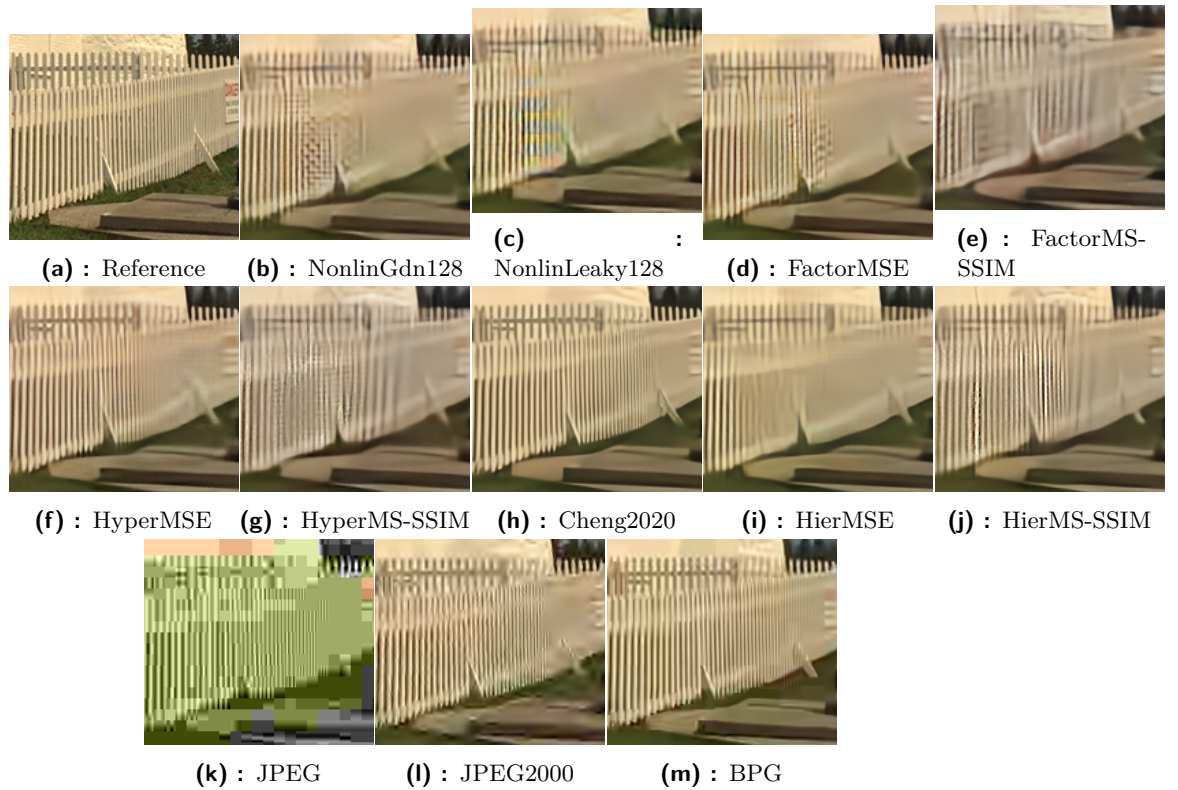 (a) : Reference
(b) : NonlinGdn128
(c) :
NonlinLeaky128
(d) : FactorMSE
(e) : FactorMS-
SSIM
(f) : HyperMSE
(g) : HyperMS-SSIM
(h) : Cheng2020
(i) : HierMSE
(j) : HierMS-SSIM
(k) : JPEG
(l) : JPEG2000
(m) : BPG